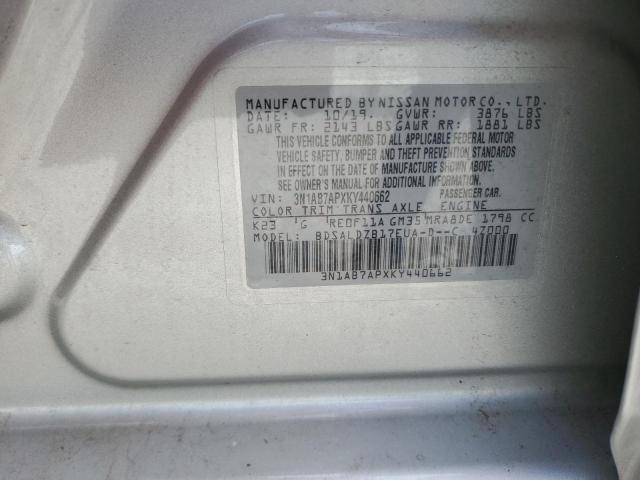 MANUFACTURED BY NISSAN MOTOR CO., LTD.
DATE: 10/19. GVWR: 3876 LBS
GAWR FR: 2143 LBS GAWR RR: 1881 LBS
THIS VEHICLE CONFORMS TO ALL APPLICABLE FEDERAL MOTOR
VEHICLE SAFETY, BUMPER AND THEFT PREVENTION STANDARDS
IN EFFECT ON THE DATE OF MANUFACTURE SHOWN ABOVE.
SEE OWNER'S MANUAL FOR ADDITIONAL INFORMATION.
VIN: 3N1AB7APXKY440662 PASSENGER CAR.
COLOR TRIM TRANS AXLE, ENGINE
K23 G RE0F11A GM35 MRA8DE 1798 CC
MODEL: BDSALDZB17EUA-D--C 4Z000
3N1AB7APXKY440662